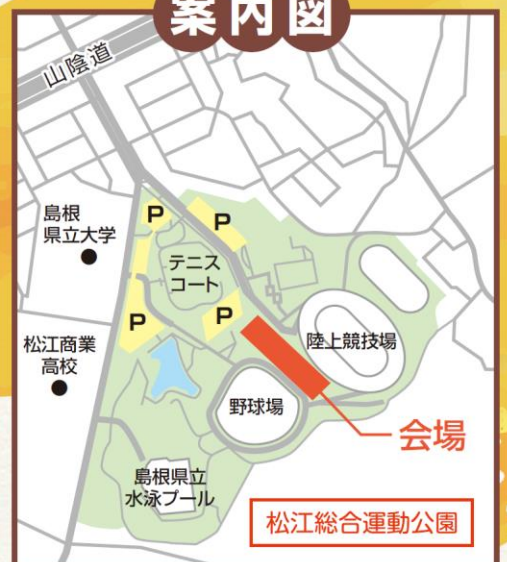 案内図
山陰道
島根
県立大学
P
P
テニス
コート
P
P
松江商業
高校
陸上競技場
野球場
会場
島根県立
水泳プール
松江総合運動公園